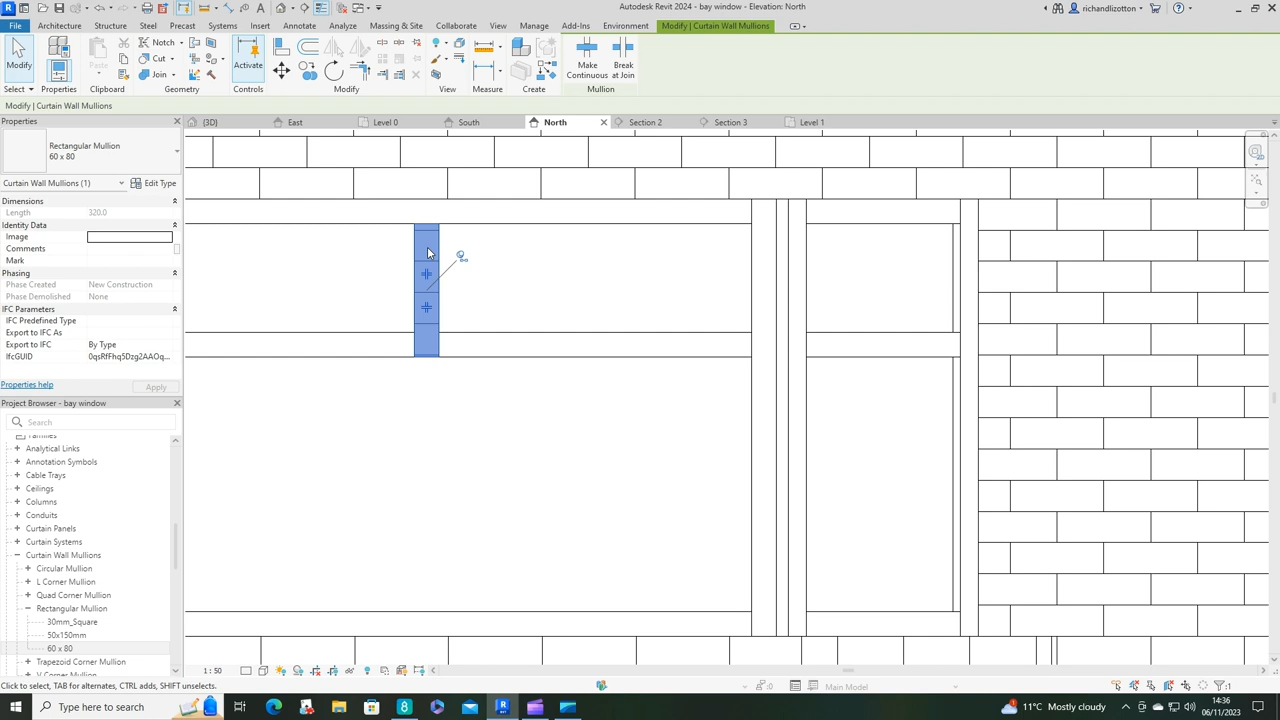 Autodesk Revit 2024 - bay window - Elevation: North
richandlizotton
File Architecture Structure Steel Precast Systems Insert Annotate Analyze Massing & Site Collaborate View Manage Add-Ins Environment Modify | Curtain Wall Mullions
Modify
Paste
Notch
Cut
Join
Activate
Make Continuous
Break at Join
Select Properties Clipboard Geometry Controls Modify View Measure Create Mullion
Modify | Curtain Wall Mullions
Properties
{3D} East Level 0 South North Section 2 Section 3 Level 1
Rectangular Mullion
60 x 80
Curtain Wall Mullions (1) Edit Type
Dimensions
Length 320.0
Identity Data
Image
Comments
Mark
Phasing
Phase Created New Construction
Phase Demolished None
IFC Parameters
IFC Predefined Type
Export to IFC As
Export to IFC By Type
IfcGUID 0qsRfFhq5Dzg2AAOq...
Properties help Apply
Project Browser - bay window
Search
Families
Analytical Links
Annotation Symbols
Cable Trays
Ceilings
Columns
Conduits
Curtain Panels
Curtain Systems
Curtain Wall Mullions
Circular Mullion
L Corner Mullion
Quad Corner Mullion
Rectangular Mullion
30mm_Square
50x150mm
60 x 80
Trapezoid Corner Mullion
V Corner Mullion
1 : 50
Click to select, TAB for alternates, CTRL adds, SHIFT unselects.
:0
Main Model
:1
Type here to search
11°C Mostly cloudy
14:36
06/11/2023